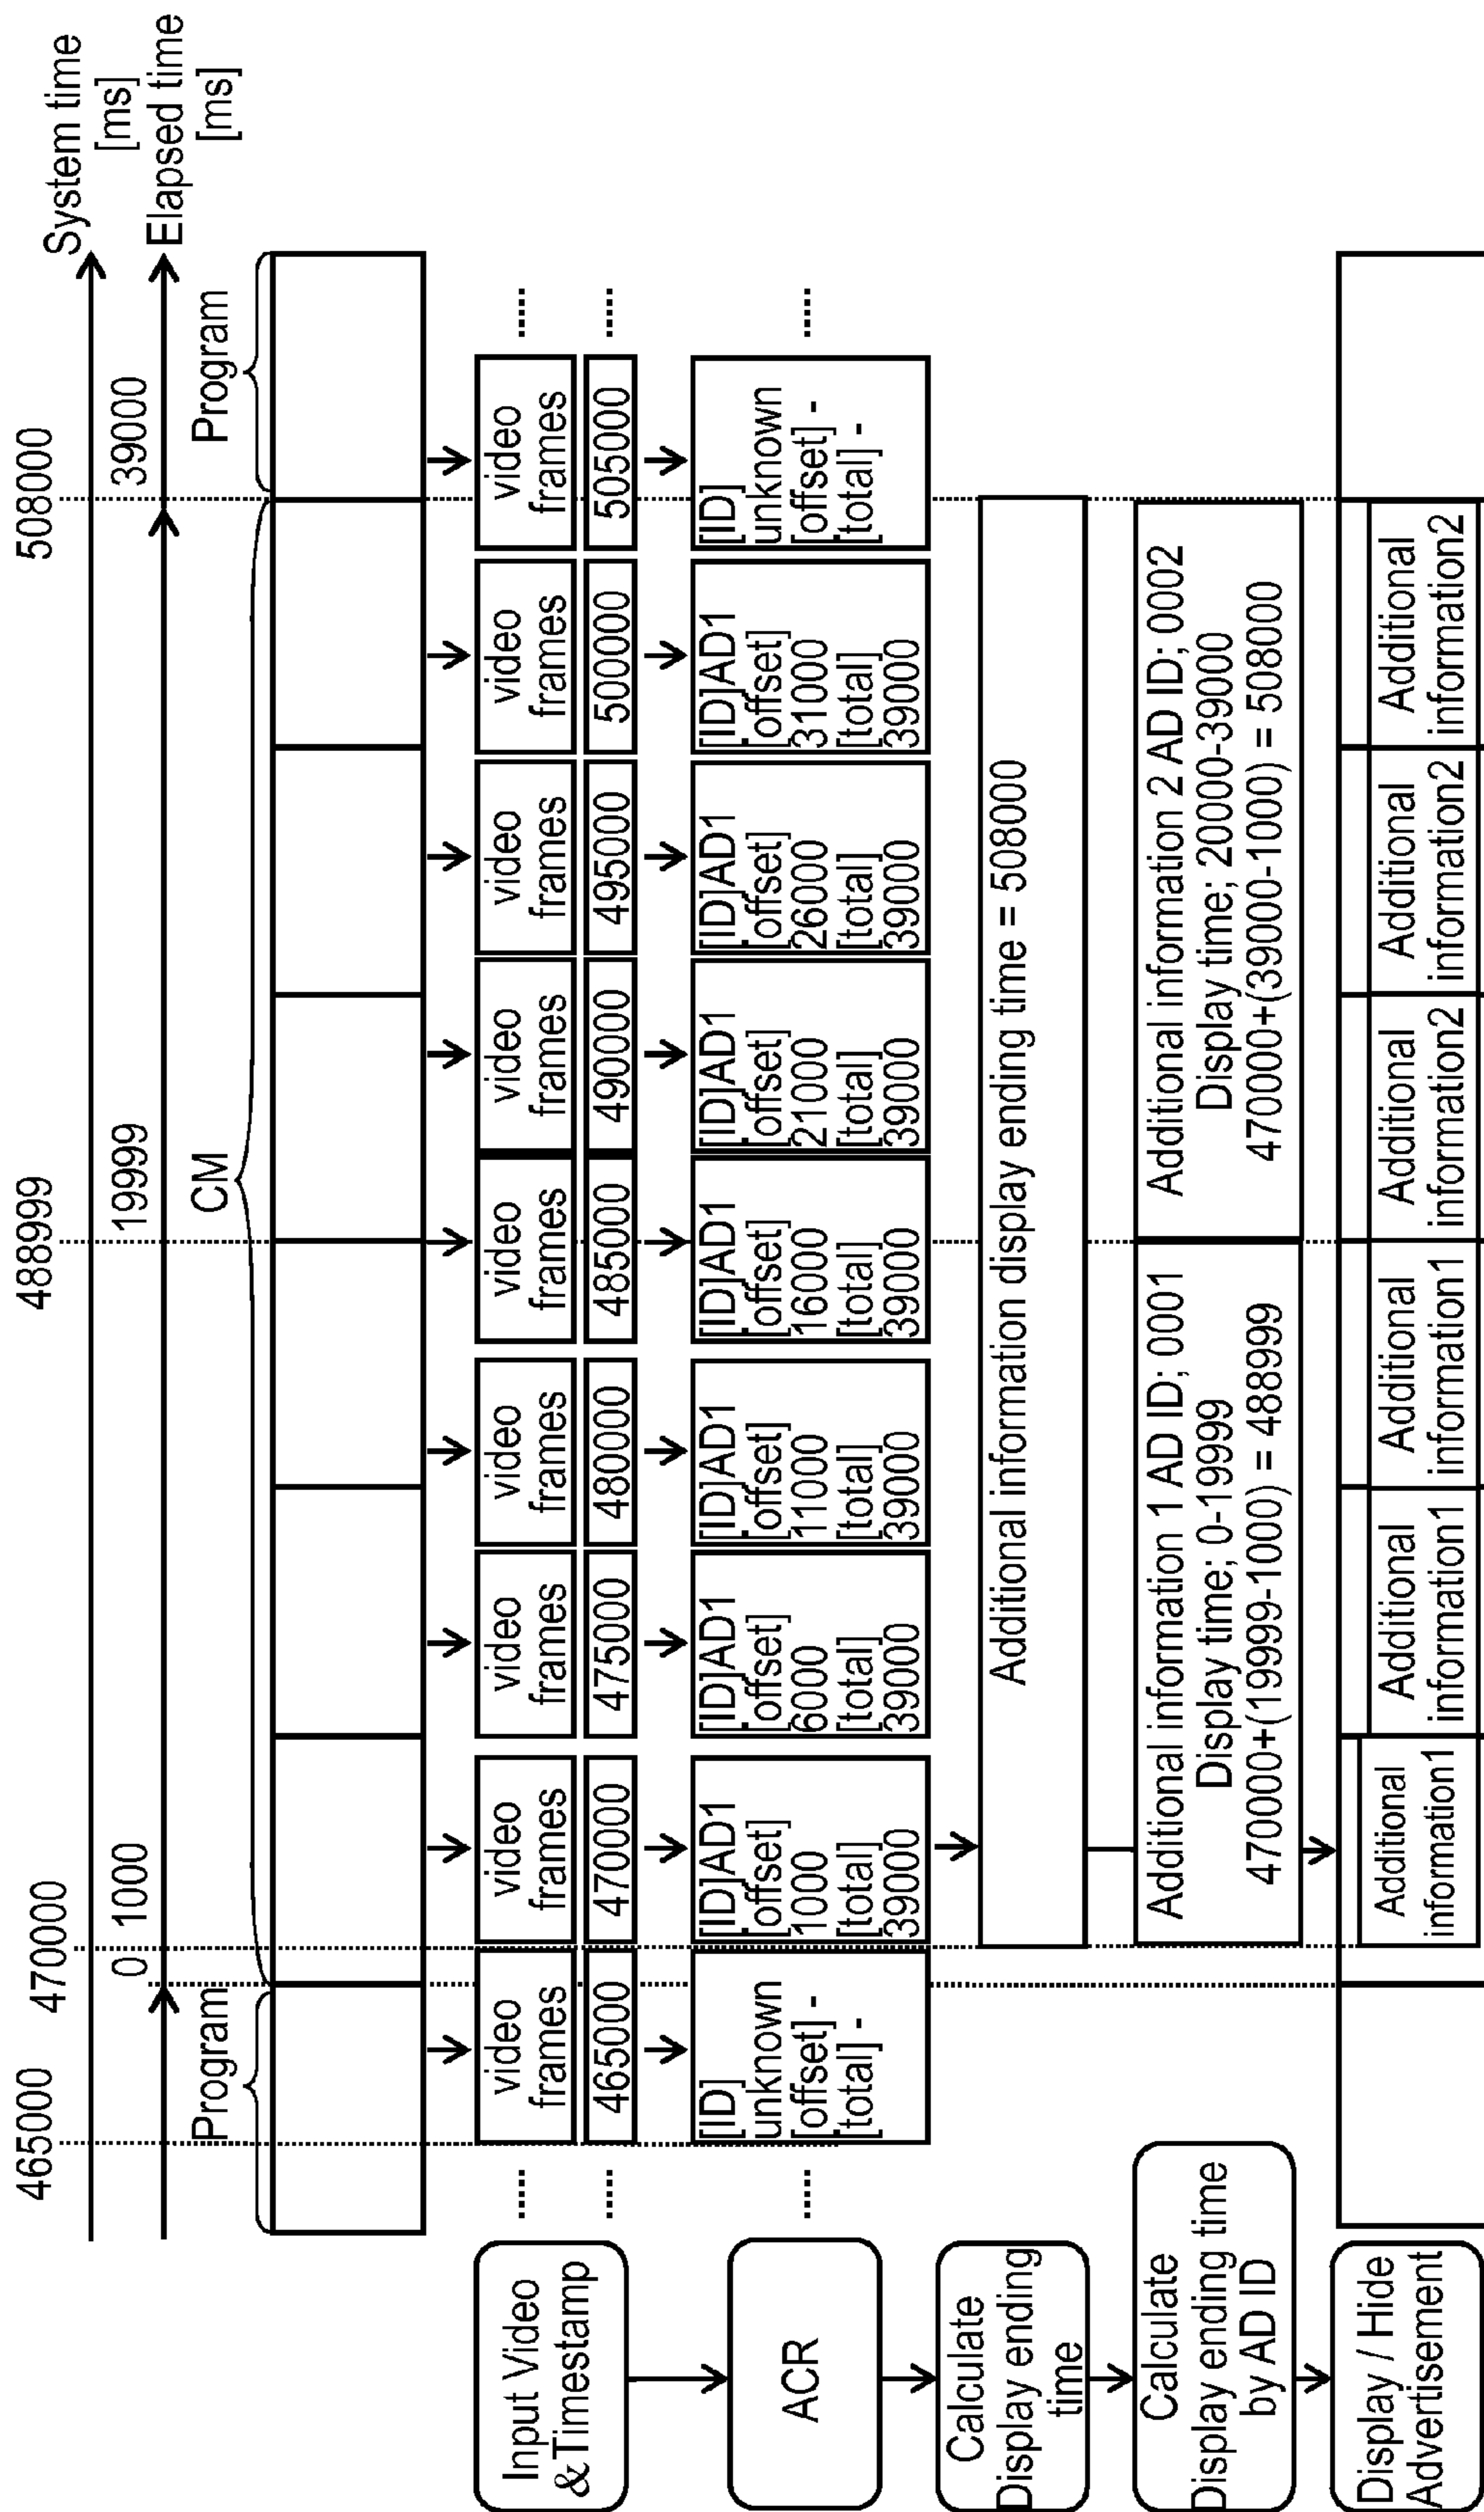 System time
[ms]
Elapsed time
[ms]
465000
470000
488999
508000
0
1000
19999
39000
Program
CM
Program
Input Video
&Timestamp
......
video
frames
video
frames
video
frames
video
frames
video
frames
video
frames
video
frames
video
frames
video
frames
......
......
465000
470000
475000
480000
485000
490000
495000
500000
505000
......
ACR
......
[ID]
unknown
[offset] -
[total] -
[ID]AD1
[offset]
1000
[total]
39000
[ID]AD1
[offset]
6000
[total]
39000
[ID]AD1
[offset]
11000
[total]
39000
[ID]AD1
[offset]
16000
[total]
39000
[ID]AD1
[offset]
21000
[total]
39000
[ID]AD1
[offset]
26000
[total]
39000
[ID]AD1
[offset]
31000
[total]
39000
[ID]
unknown
[offset] -
[total] -
......
Calculate
Display ending
time
Additional information display ending time = 508000
Calculate
Display ending time
by AD ID
Additional information 1 AD ID; 0001
Display time; 0-19999
470000+(19999-1000) = 488999
Additional information 2 AD ID; 0002
Display time; 20000-39000
470000+(39000-1000) = 508000
Display / Hide
Advertisement
Additional
information1
Additional
information1
Additional
information1
Additional
information2
Additional
information2
Additional
information2